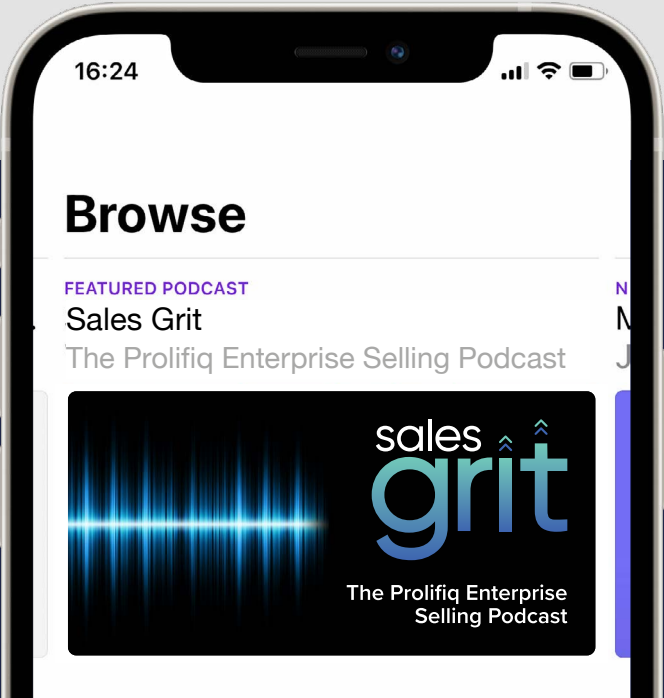 16:24
Browse
FEATURED PODCAST
Sales Grit
The Prolifiq Enterprise Selling Podcast
sales
grit
The Prolifiq Enterprise
Selling Podcast
N
M
J